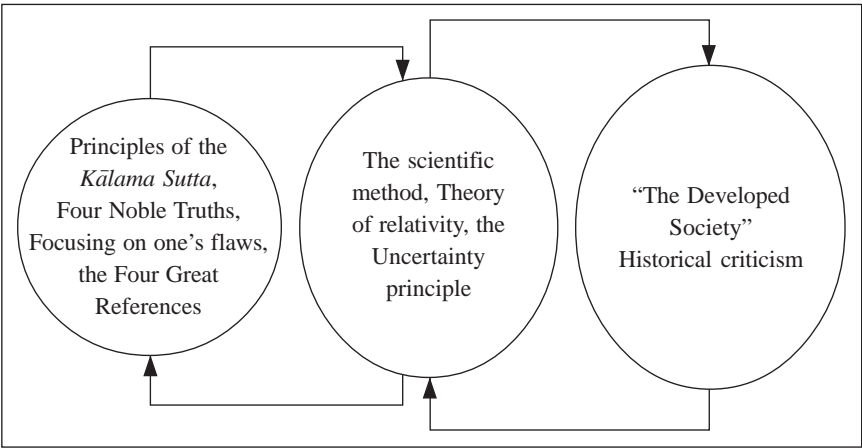 Principles of the
Kālama Sutta,
Four Noble Truths,
Focusing on one's flaws,
the Four Great
References
The scientific
method, Theory
of relativity, the
Uncertainty
principle
“The Developed
Society”
Historical criticism